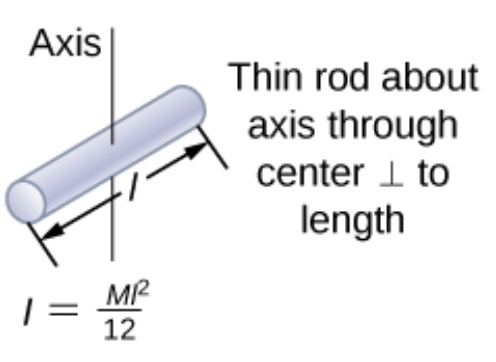 Axis
Thin rod about
axis through
center ⊥ to
length
l
I = Ml²/12